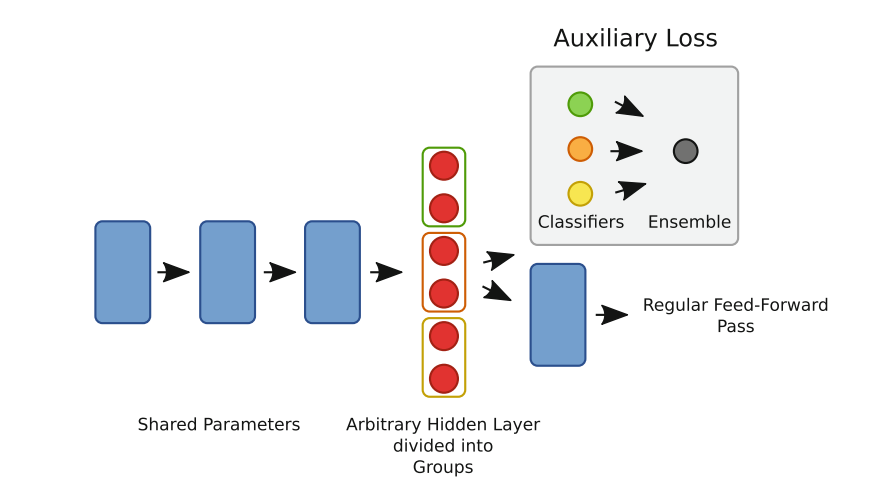 Auxiliary Loss
Classifiers
Ensemble
Regular Feed-Forward
Pass
Shared Parameters
Arbitrary Hidden Layer
divided into
Groups